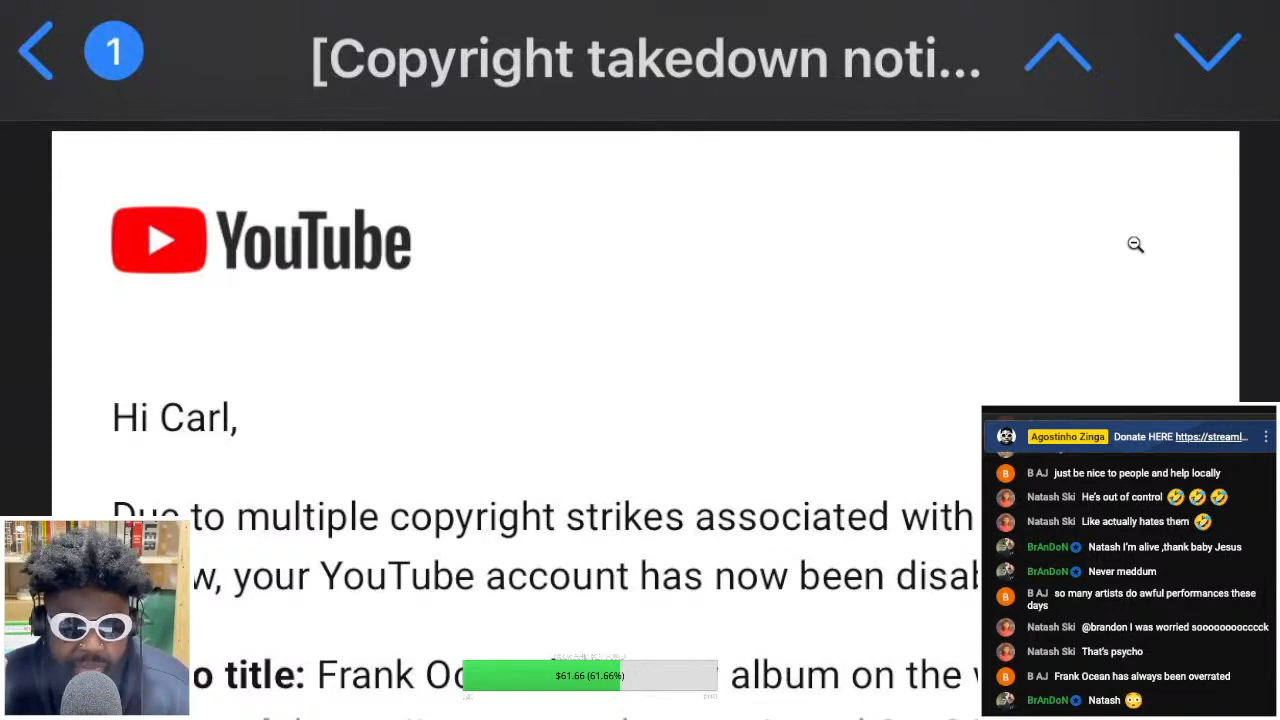 1
[Copyright takedown noti...
YouTube
Hi Carl,
Due to multiple copyright strikes associated with
w, your YouTube account has now been disab
o title: Frank Oc album on the
$61.66 (61.66%)
Agostinho Zinga Donate HERE https://streaml...
B AJ just be nice to people and help locally
Natash Ski He's out of control 🤣 🤣 🤣
Natash Ski Like actually hates them 🤣
BrAnDoN Natash I'm alive ,thank baby Jesus
BrAnDoN Never meddum
B AJ so many artists do awful performances these
days
Natash Ski @brandon I was worried sooooooocccck
Natash Ski That's psycho
B AJ Frank Ocean has always been overrated
BrAnDoN Natash 😳